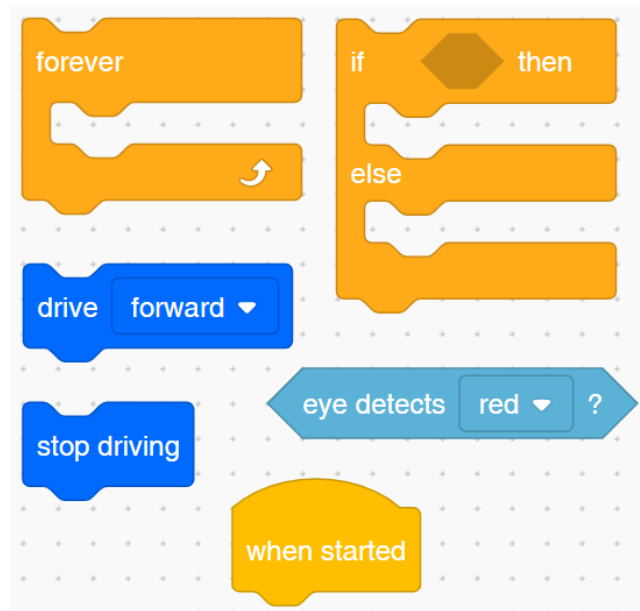 forever
if then
else
drive forward
eye detects red ?
stop driving
when started